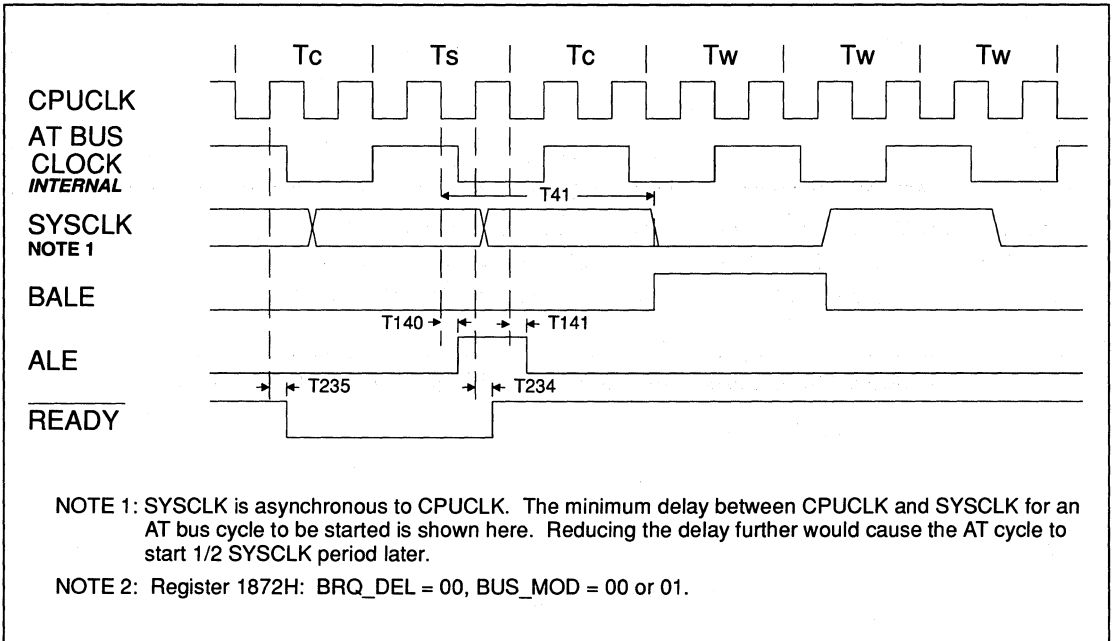 Tc Ts Tc Tw Tw Tw
CPUCLK
AT BUS
CLOCK
INTERNAL
T41
SYSCLK
NOTE 1
BALE
T140 T141
ALE
T235 T234
READY
NOTE 1: SYSCLK is asynchronous to CPUCLK. The minimum delay between CPUCLK and SYSCLK for an
AT bus cycle to be started is shown here. Reducing the delay further would cause the AT cycle to
start 1/2 SYSCLK period later.
NOTE 2: Register 1872H: BRQ_DEL = 00, BUS_MOD = 00 or 01.